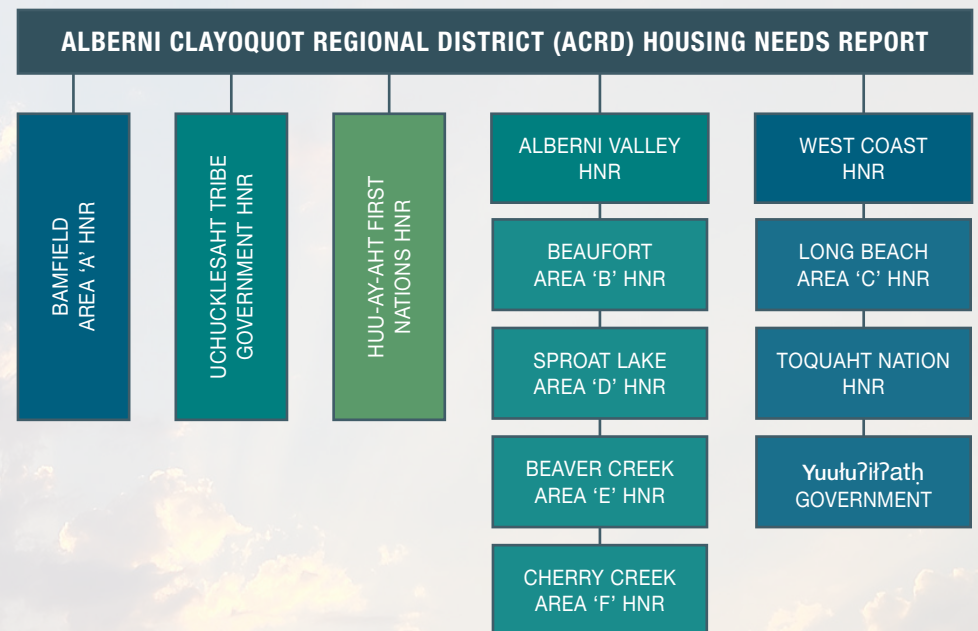 ALBERNI CLAYOQUOT REGIONAL DISTRICT (ACRD) HOUSING NEEDS REPORT
BAMFIELD
AREA ‘A’ HNR
UCHUCKLESAHT TRIBE
GOVERNMENT HNR
HUU-AY-AHT FIRST
NATIONS HNR
ALBERNI VALLEY
HNR
BEAUFORT
AREA ‘B’ HNR
SPROAT LAKE
AREA ‘D’ HNR
BEAVER CREEK
AREA ‘E’ HNR
CHERRY CREEK
AREA ‘F’ HNR
WEST COAST
HNR
LONG BEACH
AREA ‘C’ HNR
TOQUAHT NATION
HNR
Yuułuʔiłʔatḥ
GOVERNMENT